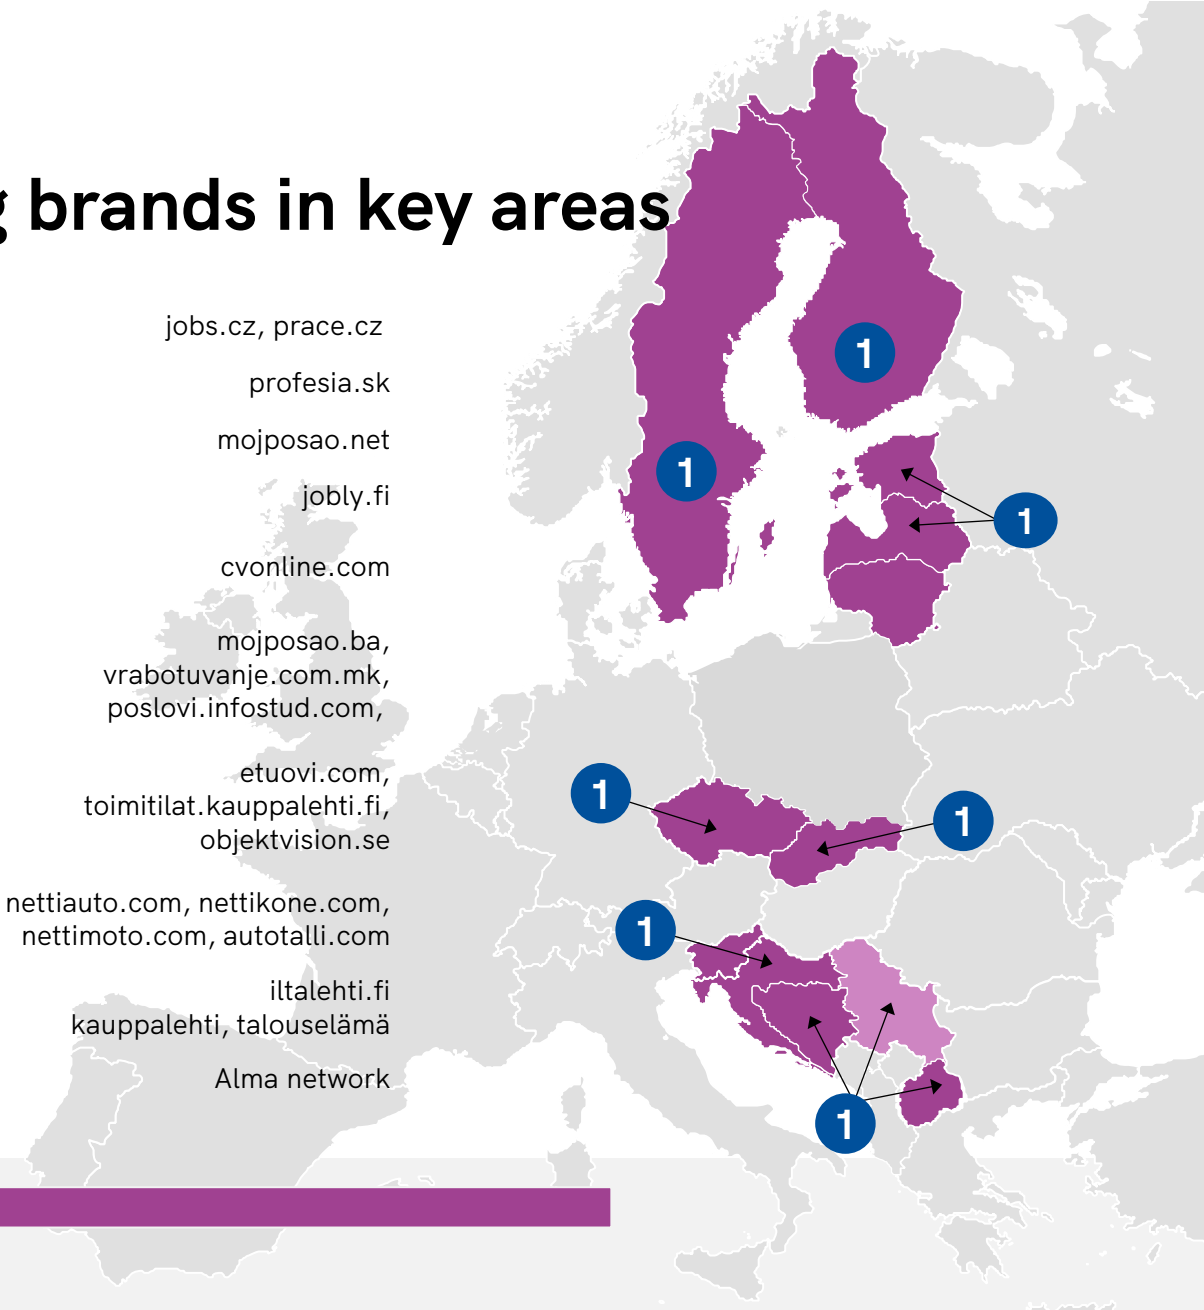 brands in key areas
jobs.cz, prace.cz
profesia.sk
mojposao.net
jobly.fi
cvonline.com
mojposao.ba,
vrabotuvanje.com.mk,
poslovi.infostud.com,
etuovi.com,
toimitilat.kauppalehti.fi,
objektvision.se
nettiauto.com, nettikone.com,
nettimoto.com, autotalli.com
iltalehti.fi
kauppalehti, talouselämä
Alma network
1
1
1
1
1
1
1